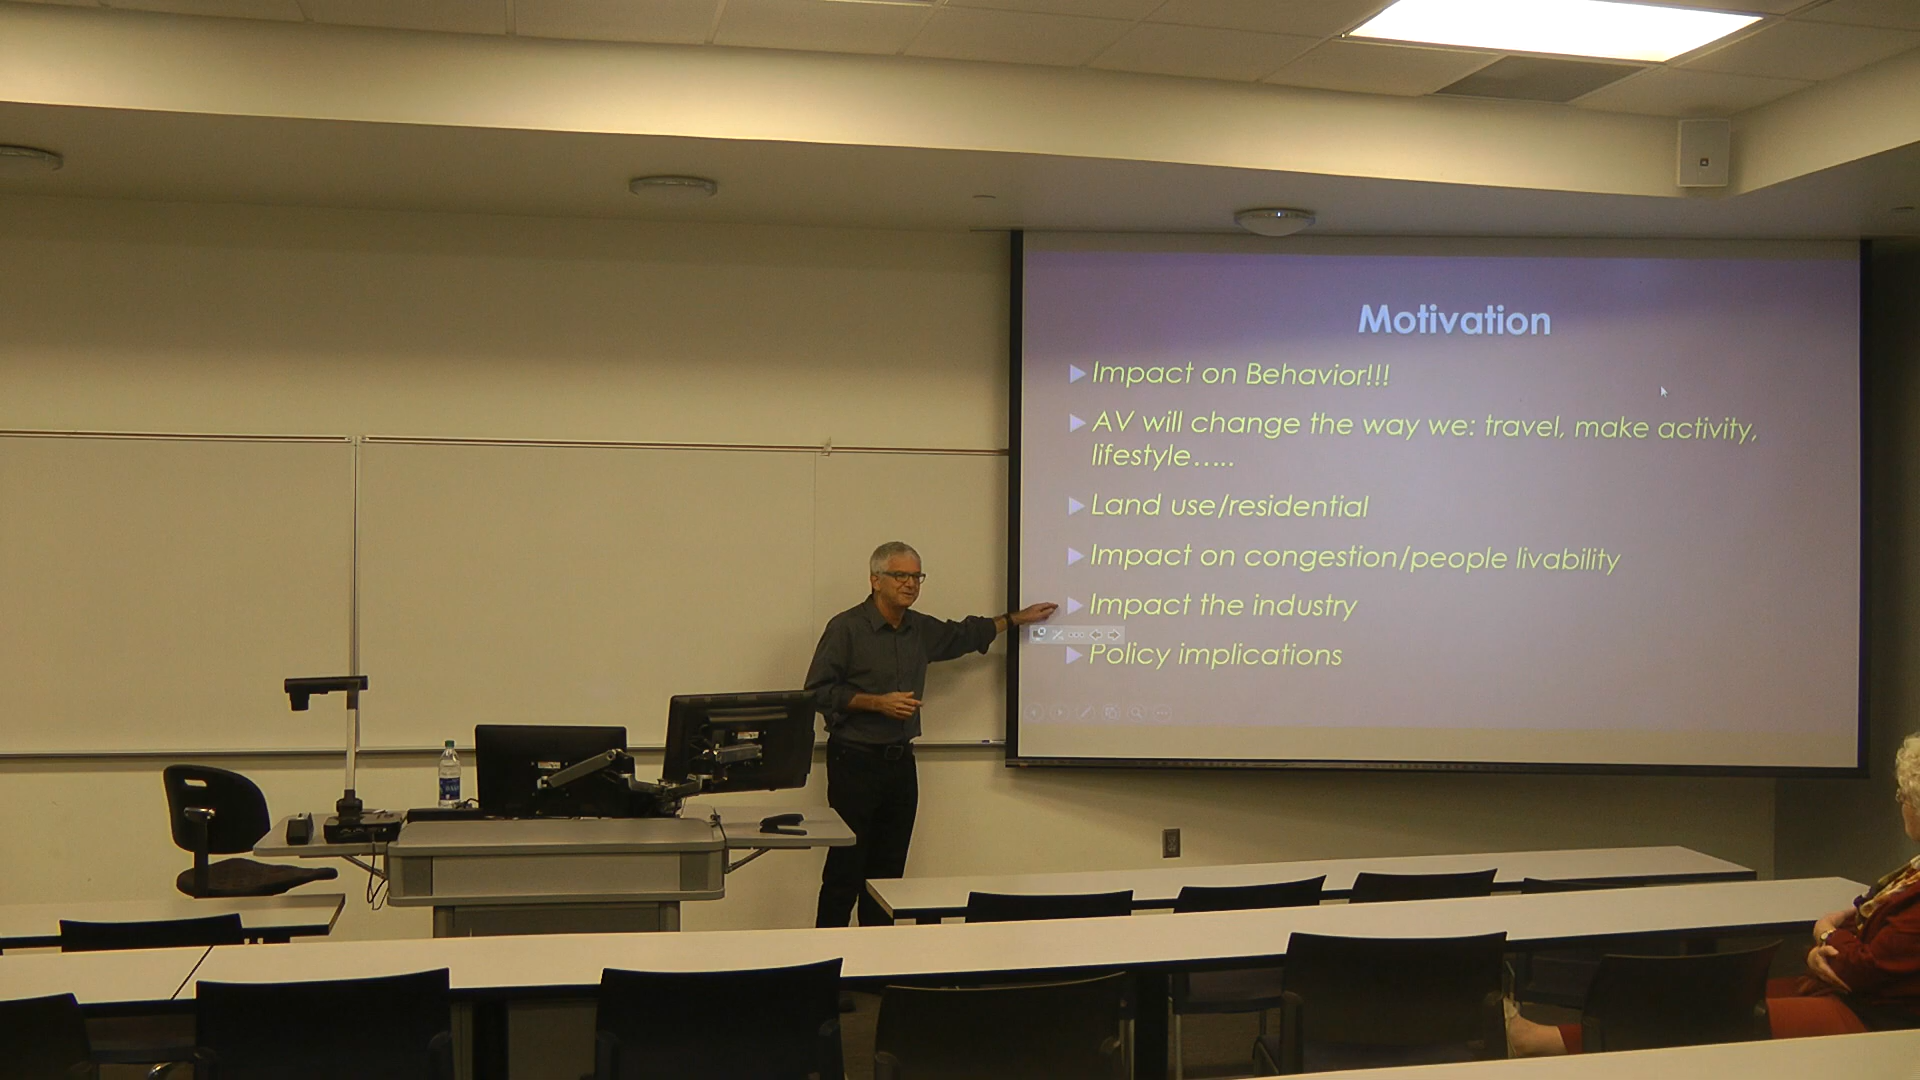 Motivation
Impact on Behavior!!!
AV will change the way we: travel, make activity,
lifestyle.....
Land use/residential
Impact on congestion/people livability
Impact the industry
Policy implications